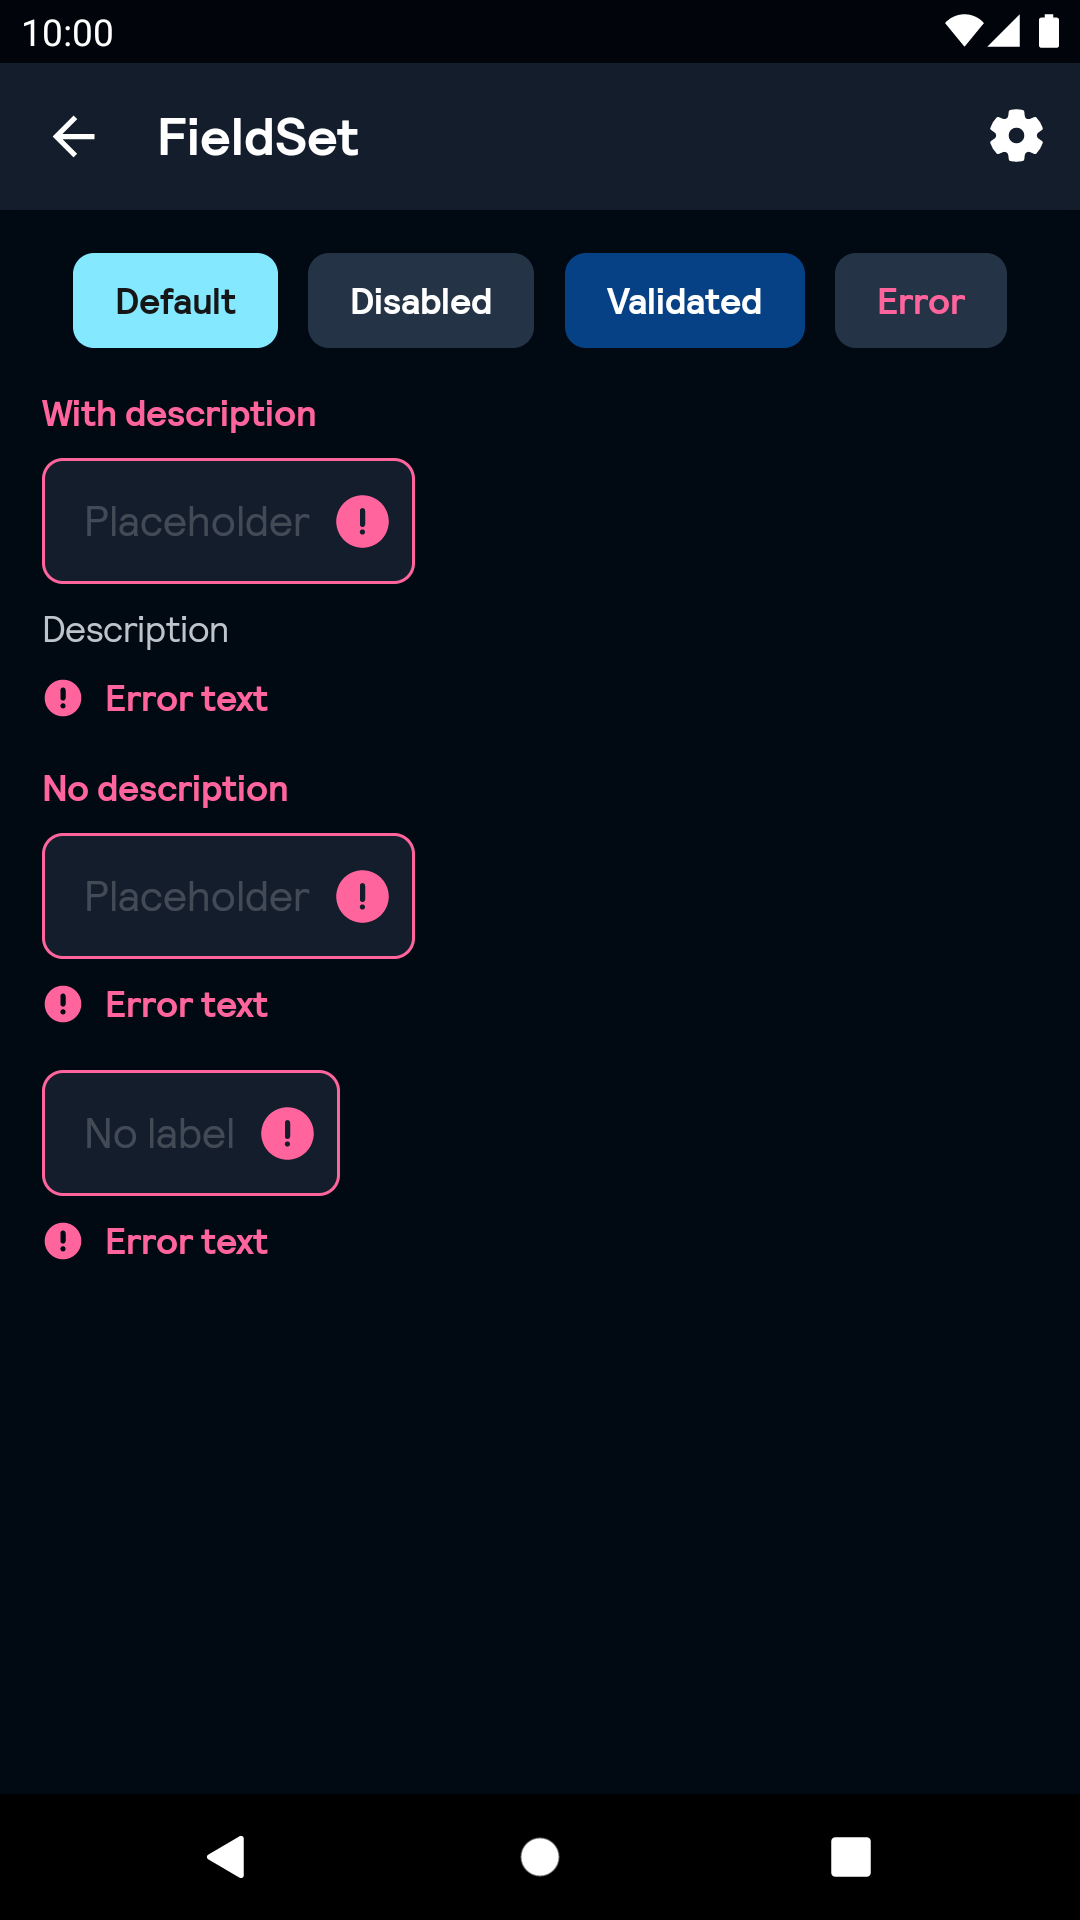 10:00
FieldSet
Default Disabled Validated Error
With description
Placeholder
Description
Error text
No description
Placeholder
Error text
No label
Error text